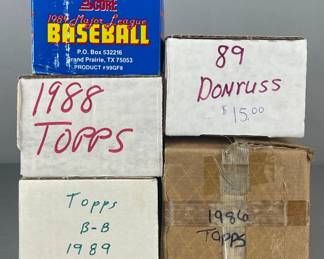 SCORE
1989 Major League
BASEBALL
P.O. Box 532216
Grand Prairie, TX 75053
PRODUCT #99GF8
89
DONRUSS
$15.00
1988
TOPPS
Topps
B-B
1989
1986
Topps